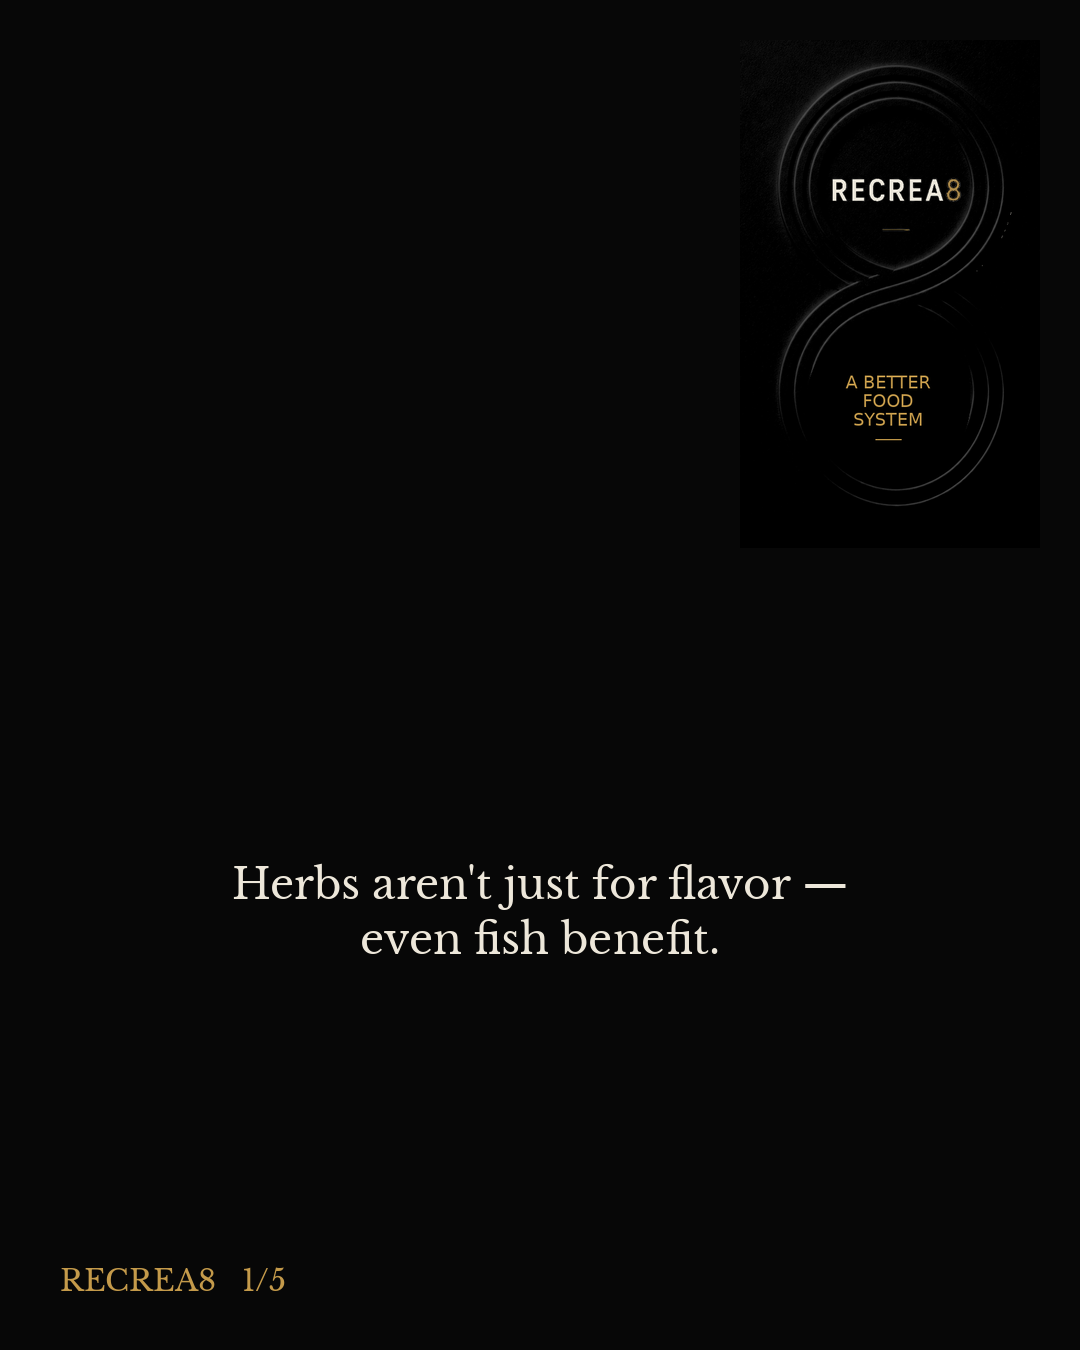 RECREA8
A BETTER
FOOD
SYSTEM
Herbs aren't just for flavor —
even fish benefit.
RECREA8 1/5